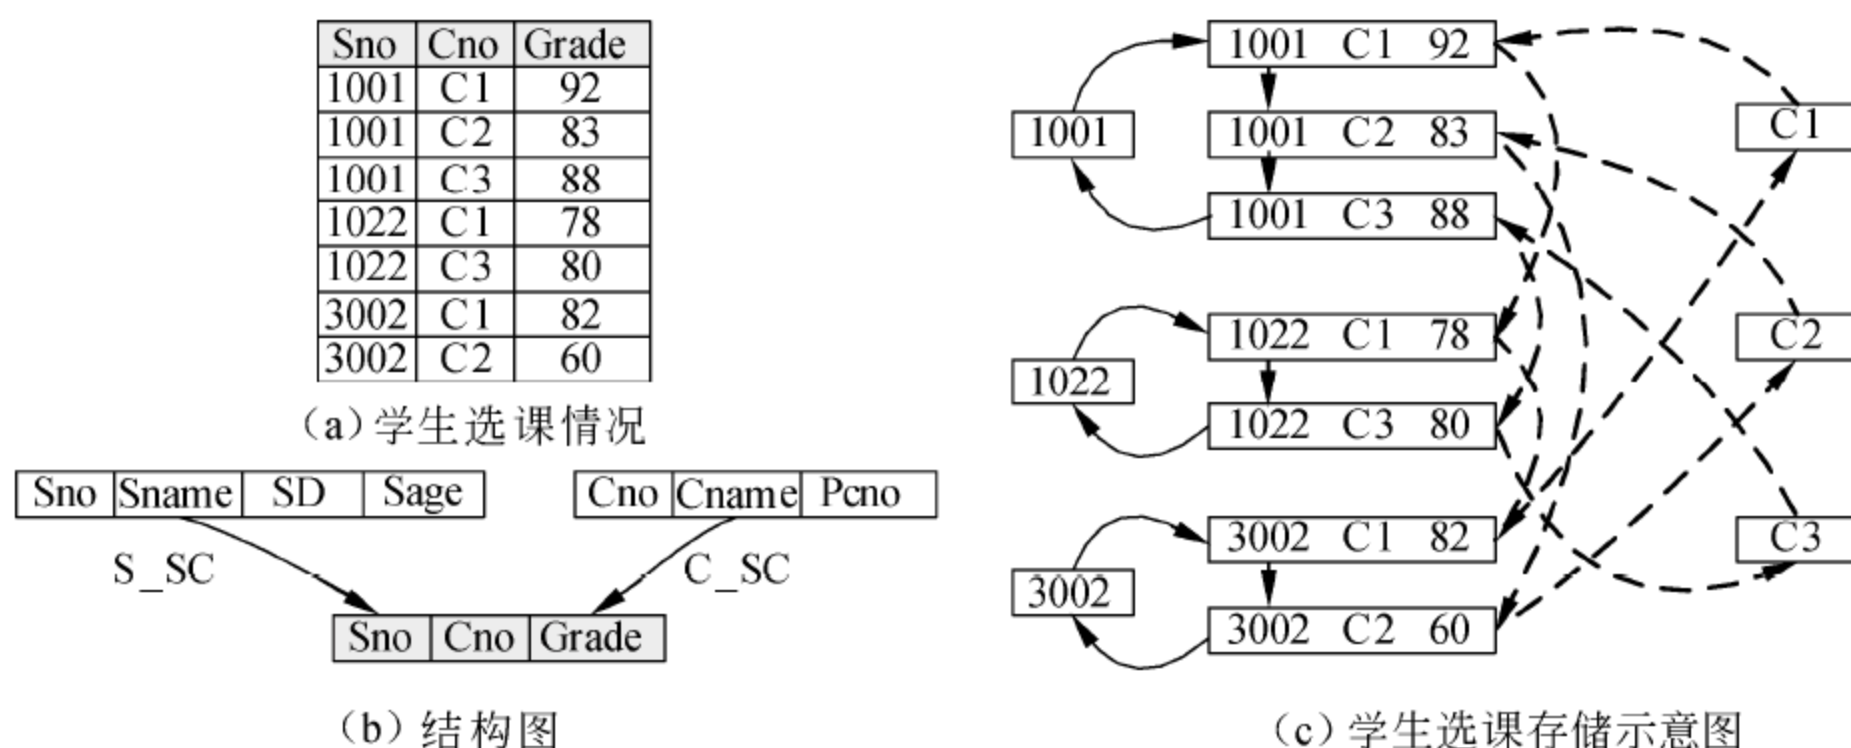 Sno Cno Grade
1001 C1 92
1001 C2 83
1001 C3 88
1022 C1 78
1022 C3 80
3002 C1 82
3002 C2 60
(a)学生选课情况
Sno Sname SD Sage
Cno Cname Pcno
S_SC
C_SC
Sno Cno Grade
(b)结构图
1001
1022
3002
1001 C1 92
1001 C2 83
1001 C3 88
1022 C1 78
1022 C3 80
3002 C1 82
3002 C2 60
C1
C2
C3
(c)学生选课存储示意图